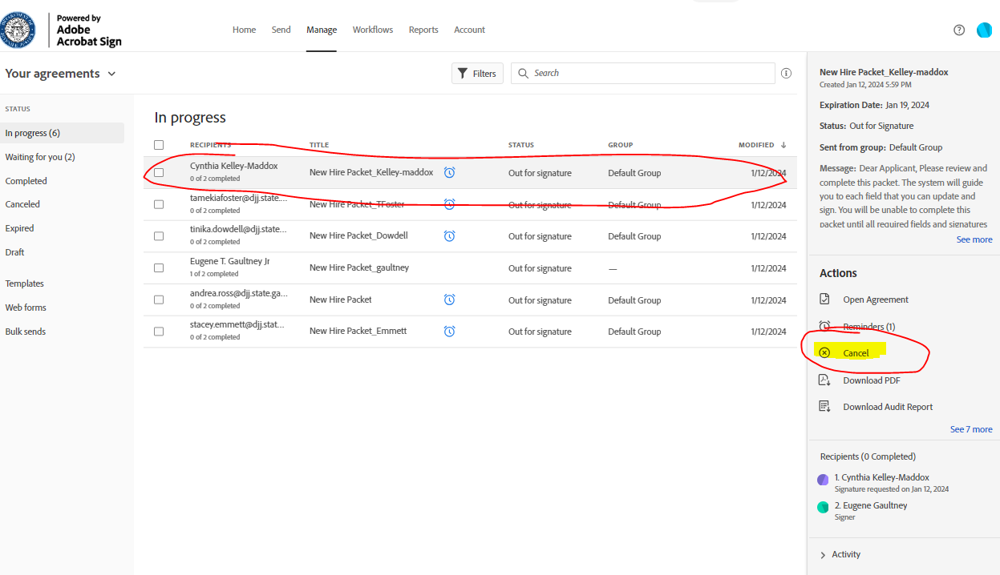 Powered by
Adobe
Acrobat Sign
Home Send Manage Workflows Reports Account
Your agreements
Filters
Search
STATUS
In progress (6)
Waiting for you (2)
Completed
Canceled
Expired
Draft
Templates
Web forms
Bulk sends
In progress
RECIPIENTS TITLE STATUS GROUP MODIFIED
Cynthia Kelley-Maddox
0 of 2 completed
New Hire Packet_Kelley-maddox Out for signature Default Group 1/12/2024
tamekiafoster@djj.state....
0 of 2 completed
New Hire Packet_TFoster Out for signature Default Group 1/12/2024
tinika.dowdell@djj.state...
0 of 2 completed
New Hire Packet_Dowdell Out for signature Default Group 1/12/2024
Eugene T. Gaultney Jr
1 of 2 completed
New Hire Packet_gaultney Out for signature — 1/12/2024
andrea.ross@djj.state.ga...
0 of 2 completed
New Hire Packet Out for signature Default Group 1/12/2024
stacey.emmett@djj.stat...
0 of 2 completed
New Hire Packet_Emmett Out for signature Default Group 1/12/2024
New Hire Packet_Kelley-maddox
Created Jan 12, 2024 5:59 PM
Expiration Date: Jan 19, 2024
Status: Out for Signature
Sent from group: Default Group
Message: Dear Applicant, Please review and
complete this packet. The system will guide
you to each field that you can update and
sign. You will be unable to complete this
packet until all required fields and signatures
See more
Actions
Open Agreement
Reminders (1)
Cancel
Download PDF
Download Audit Report
See 7 more
Recipients (0 Completed)
1. Cynthia Kelley-Maddox
Signature requested on Jan 12, 2024
2. Eugene Gaultney
Signer
Activity